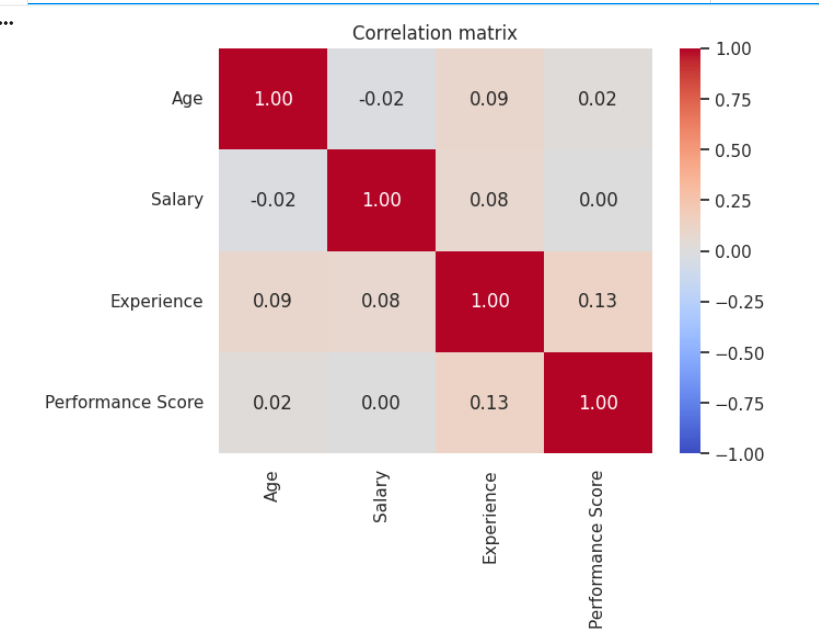 ...
Correlation matrix
Age 1.00 -0.02 0.09 0.02
Salary -0.02 1.00 0.08 0.00
Experience 0.09 0.08 1.00 0.13
Performance Score 0.02 0.00 0.13 1.00
Age
Salary
Experience
Performance Score
1.00
0.75
0.50
0.25
0.00
−0.25
−0.50
−0.75
−1.00